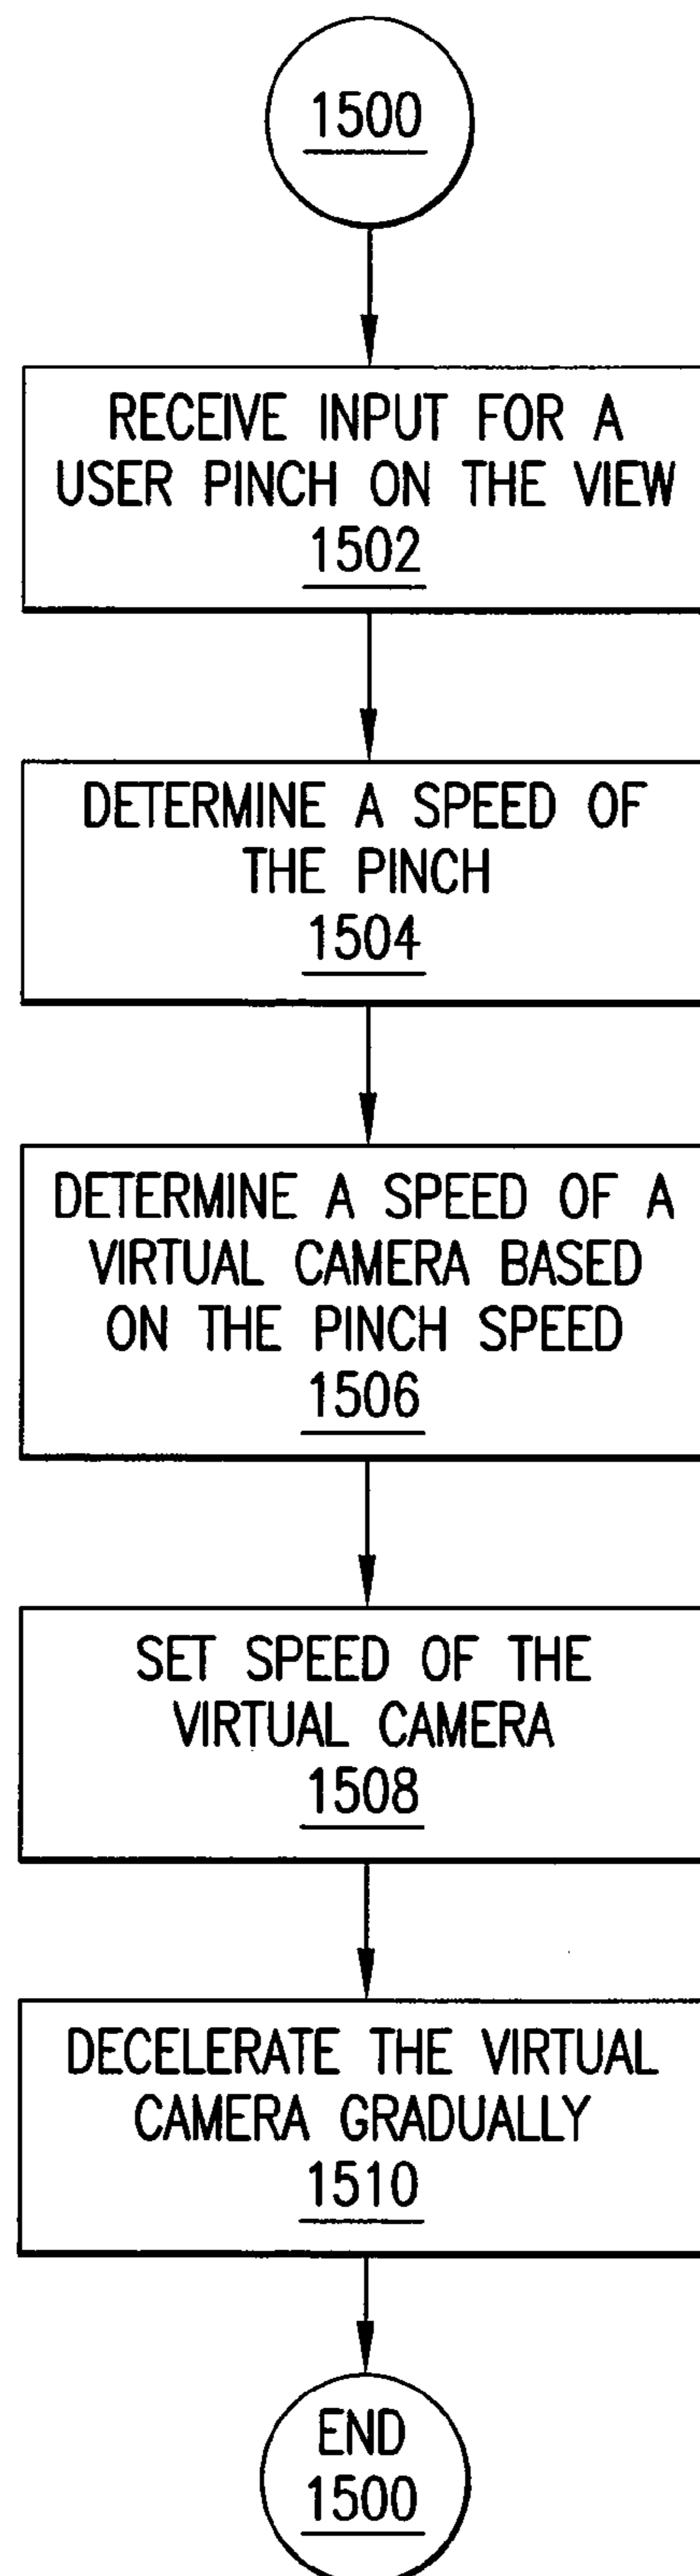 1500
RECEIVE INPUT FOR A
USER PINCH ON THE VIEW
1502
DETERMINE A SPEED OF
THE PINCH
1504
DETERMINE A SPEED OF A
VIRTUAL CAMERA BASED
ON THE PINCH SPEED
1506
SET SPEED OF THE
VIRTUAL CAMERA
1508
DECELERATE THE VIRTUAL
CAMERA GRADUALLY
1510
END
1500